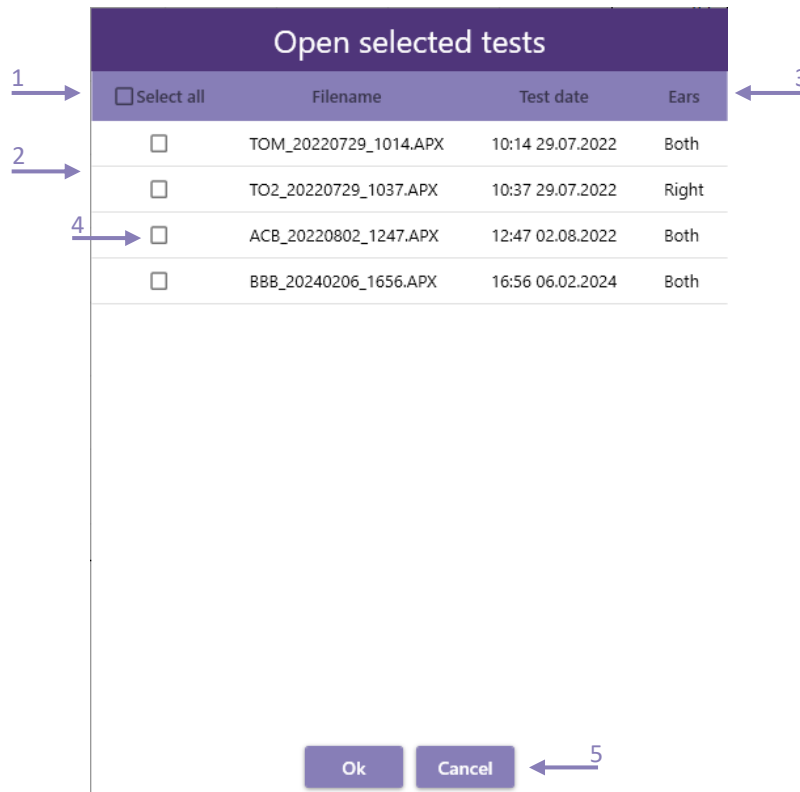 Open selected tests
1 Select all Filename Test date Ears 3
TOM_20220729_1014.APX 10:14 29.07.2022 Both
2
TO2_20220729_1037.APX 10:37 29.07.2022 Right
4 ACB_20220802_1247.APX 12:47 02.08.2022 Both
BBB_20240206_1656.APX 16:56 06.02.2024 Both
Ok Cancel 5